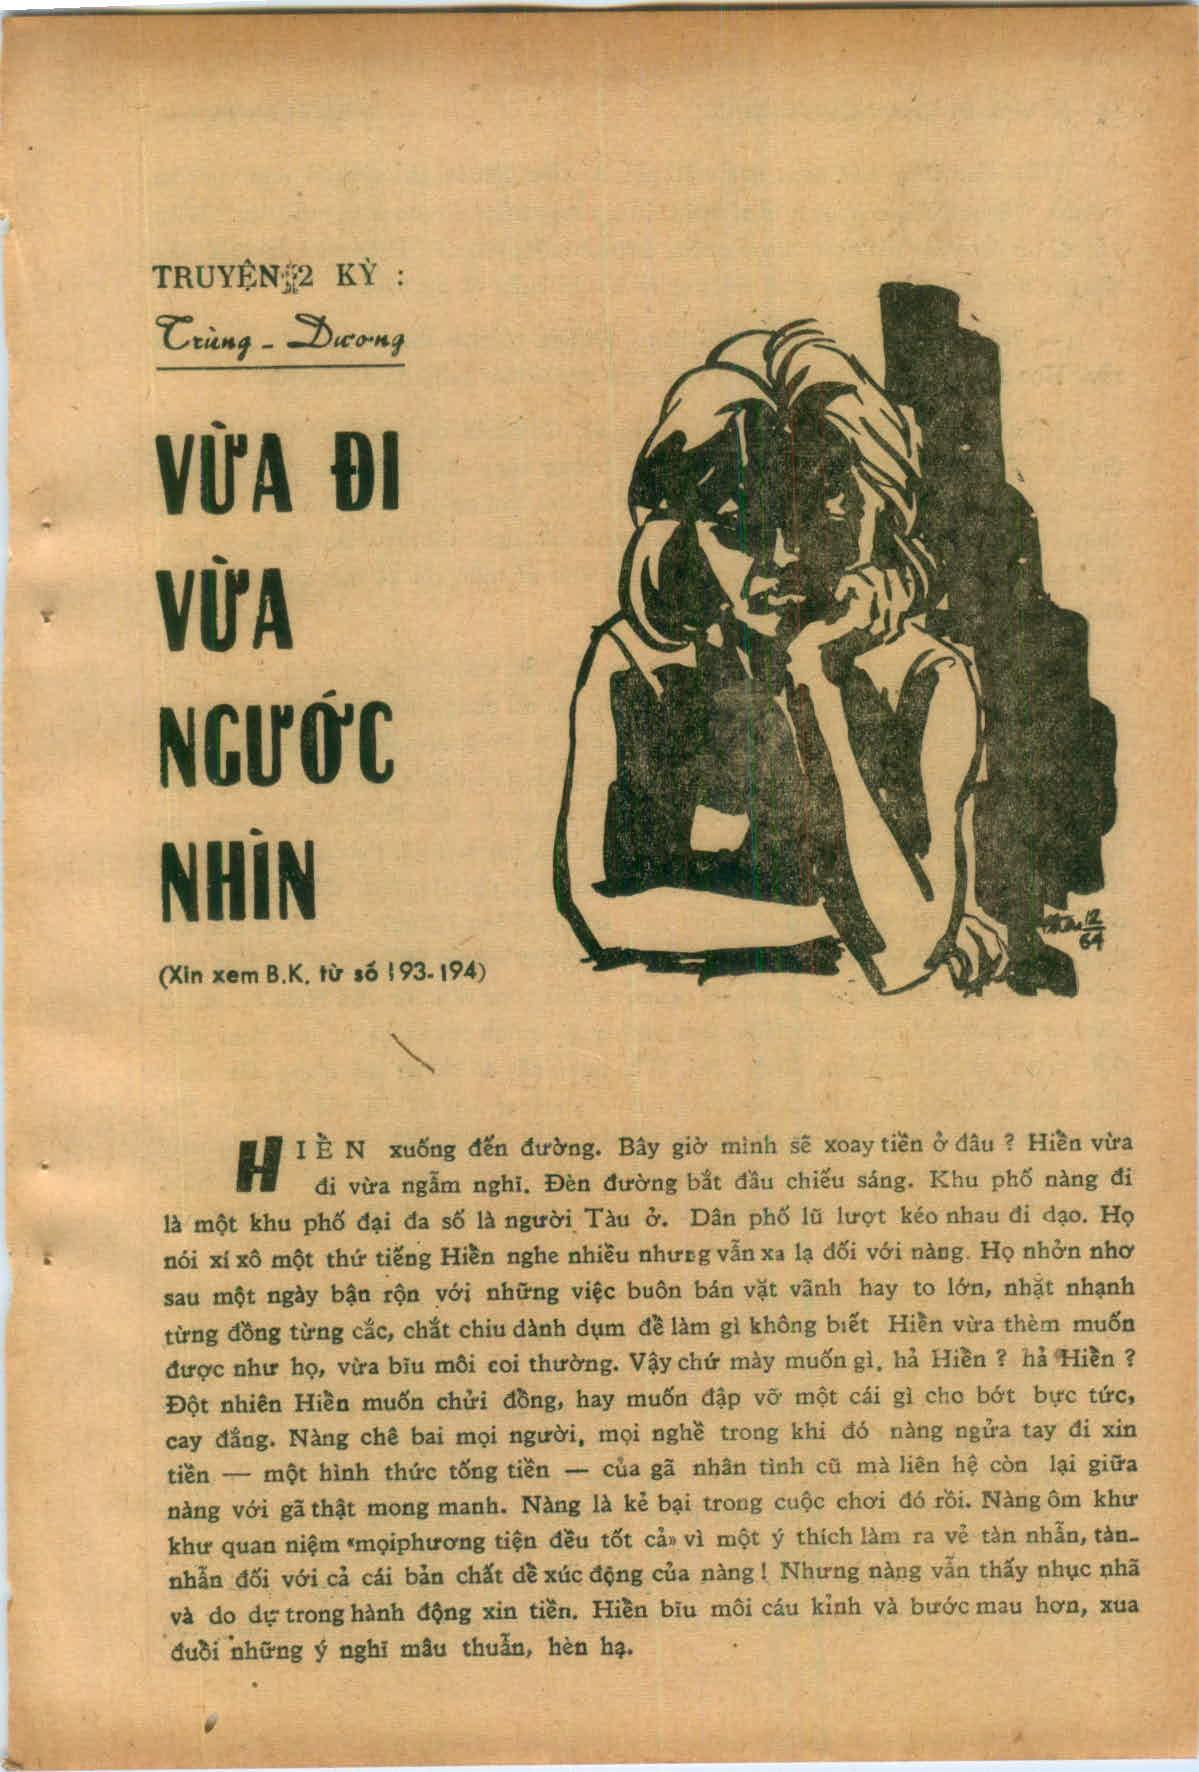 TRUYỆN 2 KỲ :
Trùng - Dương
VỪA ĐI
VỪA
NGƯỚC
NHÌN
(Xin xem B.K. từ số 193-194)
12
64
HIỀN xuống đến đường. Bây giờ mình sẽ xoay tiền ở đâu ? Hiền vừa
đi vừa ngẫm nghĩ. Đèn đường bắt đầu chiếu sáng. Khu phố nàng đi
là một khu phố đại đa số là người Tàu ở. Dân phố lũ lượt kéo nhau đi dạo. Họ
nói xí xô một thứ tiếng Hiền nghe nhiều nhưng vẫn xa lạ đối với nàng. Họ nhởn nhơ
sau một ngày bận rộn với những việc buôn bán vặt vãnh hay to lớn, nhặt nhạnh
từng đồng từng cắc, chắt chiu dành dụm để làm gì không biết Hiền vừa thèm muốn
được như họ, vừa bĩu môi coi thường. Vậy chứ mày muốn gì, hả Hiền ? hả Hiền ?
Đột nhiên Hiền muốn chửi đổng, hay muốn đập vỡ một cái gì cho bớt bực tức,
cay đắng. Nàng chê bai mọi người, mọi nghề trong khi đó nàng ngửa tay đi xin
tiền — một hình thức tống tiền — của gã nhân tình cũ mà liên hệ còn lại giữa
nàng với gã thật mong manh. Nàng là kẻ bại trong cuộc chơi đó rồi. Nàng ôm khư
khư quan niệm «mọi phương tiện đều tốt cả» vì một ý thích làm ra vẻ tàn nhẫn, tàn-
nhẫn đối với cả cái bản chất dễ xúc động của nàng ! Nhưng nàng vẫn thấy nhục nhã
và do dự trong hành động xin tiền. Hiền bĩu môi cáu kỉnh và bước mau hơn, xua
đuổi những ý nghĩ mâu thuẫn, hèn hạ.